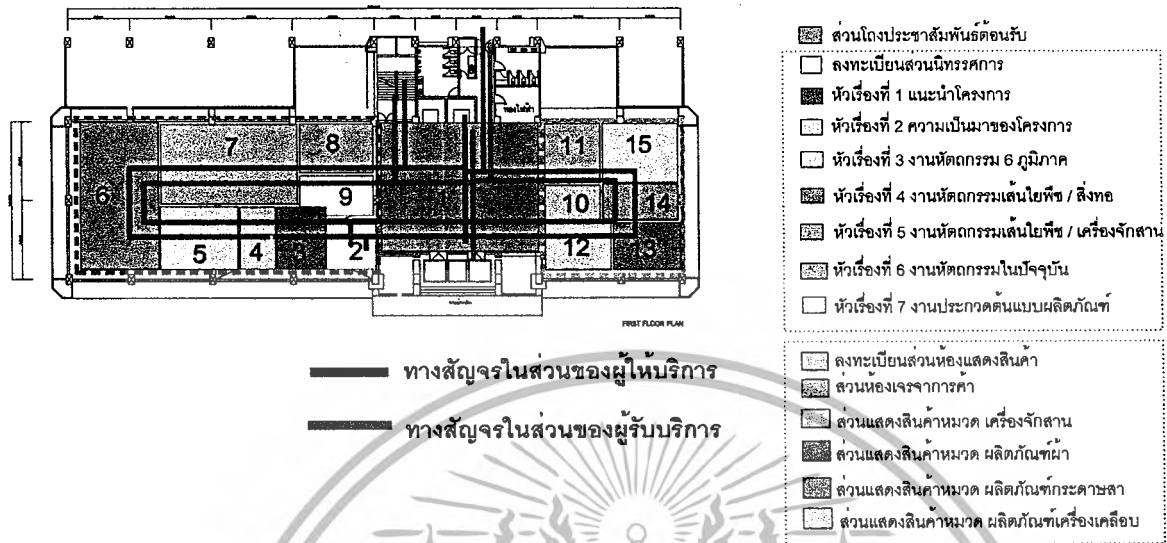 ห้องไฟฟ้า
7
8
11
15
6
9
10
14
5
4
3
2
12
13
FIRST FLOOR PLAN
ทางสัญจรในส่วนของผู้ให้บริการ
ทางสัญจรในส่วนของผู้รับบริการ
ส่วนโถงประชาสัมพันธ์ต้อนรับ
ลงทะเบียนส่วนนิทรรศการ
หัวเรื่องที่ 1 แนะนำโครงการ
หัวเรื่องที่ 2 ความเป็นมาของโครงการ
หัวเรื่องที่ 3 งานหัตถกรรม 6 ภูมิภาค
หัวเรื่องที่ 4 งานหัตถกรรมเส้นใยพืช / สิ่งทอ
หัวเรื่องที่ 5 งานหัตถกรรมเส้นใยพืช / เครื่องจักสาน
หัวเรื่องที่ 6 งานหัตถกรรมในปัจจุบัน
หัวเรื่องที่ 7 งานประกวดต้นแบบผลิตภัณฑ์
ลงทะเบียนส่วนห้องแสดงสินค้า
ส่วนห้องเจรจาการค้า
ส่วนแสดงสินค้าหมวด เครื่องจักสาน
ส่วนแสดงสินค้าหมวด ผลิตภัณฑ์ผ้า
ส่วนแสดงสินค้าหมวด ผลิตภัณฑ์กระดาษสา
ส่วนแสดงสินค้าหมวด ผลิตภัณฑ์เครื่องเคลือบ